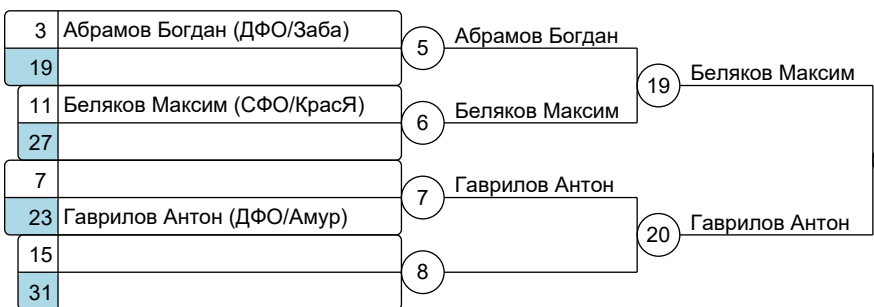 3 Абрамов Богдан (ДФО/Заба)
19
11 Беляков Максим (СФО/КрасЯ)
27
7
23 Гаврилов Антон (ДФО/Амур)
15
31
5 Абрамов Богдан
6 Беляков Максим
7 Гаврилов Антон
8
19 Беляков Максим
20 Гаврилов Антон